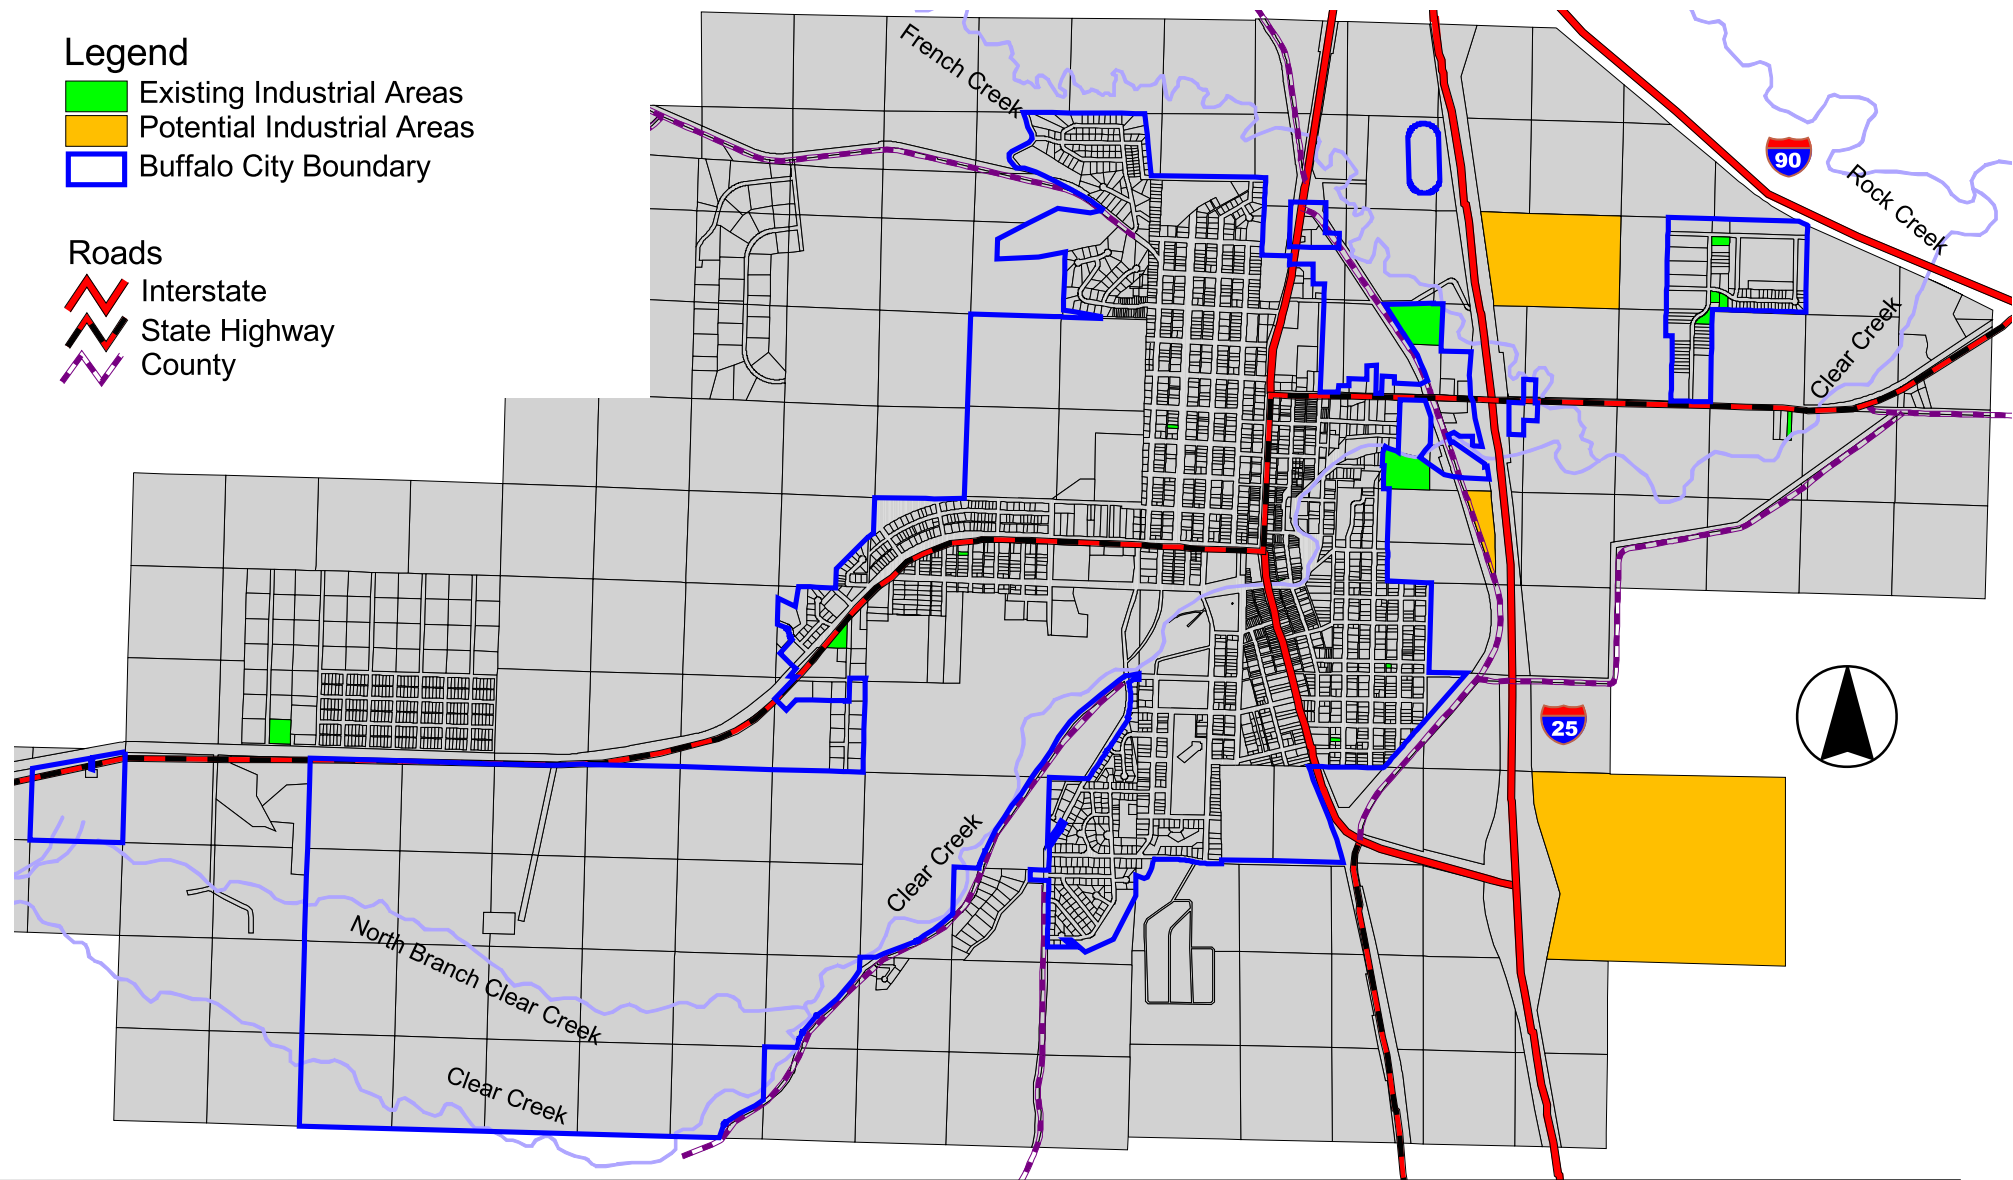 Legend
Existing Industrial Areas
Potential Industrial Areas
Buffalo City Boundary
Roads
Interstate
State Highway
County
French Creek
90
Rock Creek
Clear Creek
25
Clear Creek
North Branch Clear Creek
Clear Creek